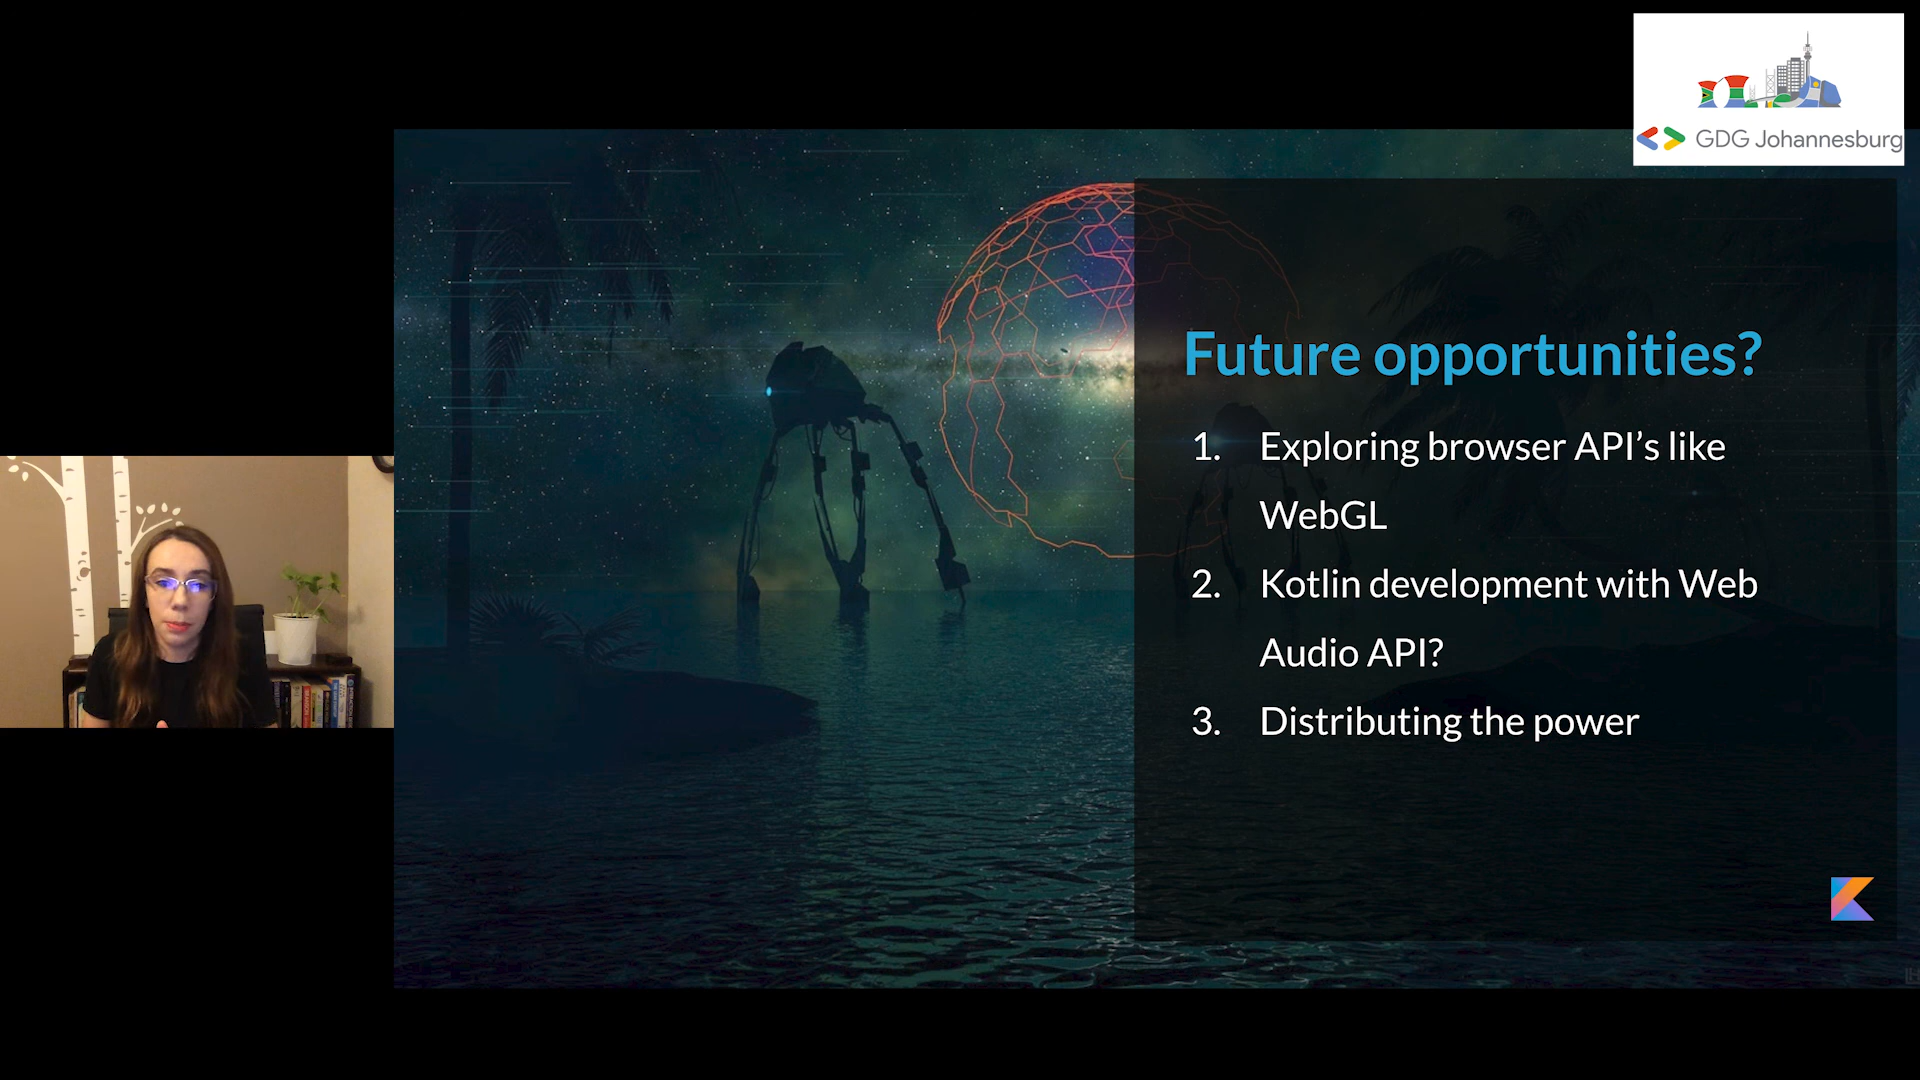 GDG Johannesburg
Future opportunities?
1. Exploring browser API’s like
WebGL
2. Kotlin development with Web
Audio API?
3. Distributing the power